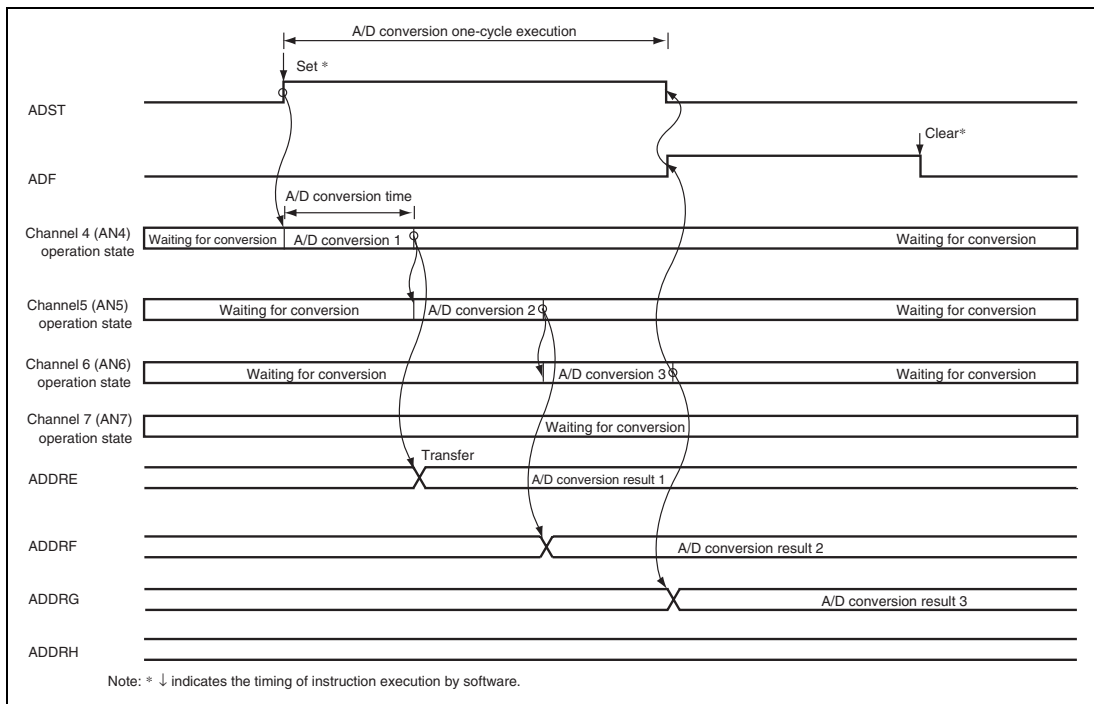 A/D conversion one-cycle execution
Set *
ADST
Clear*
ADF
A/D conversion time
Channel 4 (AN4)
operation state
Waiting for conversion
A/D conversion 1
Waiting for conversion
Channel5 (AN5)
operation state
Waiting for conversion
A/D conversion 2
Waiting for conversion
Channel 6 (AN6)
operation state
Waiting for conversion
A/D conversion 3
Waiting for conversion
Channel 7 (AN7)
operation state
Waiting for conversion
Transfer
ADDRE
A/D conversion result 1
ADDRF
A/D conversion result 2
ADDRG
A/D conversion result 3
ADDRH
Note: * ↓ indicates the timing of instruction execution by software.